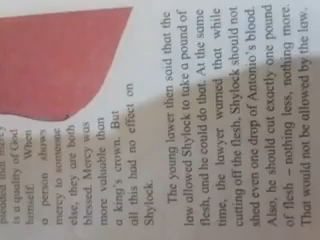 is a quality of God
himself. When
a person shows
mercy to someone
else, they are both
blessed. Mercy was
more valuable than
a king's crown. But
all this had no effect on
Shylock.
The young lawyer then said that the
law allowed Shylock to take a pound of
flesh, and he could do that. At the same
time, the lawyer warned that while
cutting off the flesh, Shylock should not
shed even one drop of Antonio's blood.
Also, he should cut exactly one pound
of flesh – nothing less, nothing more.
That would not be allowed by the law.